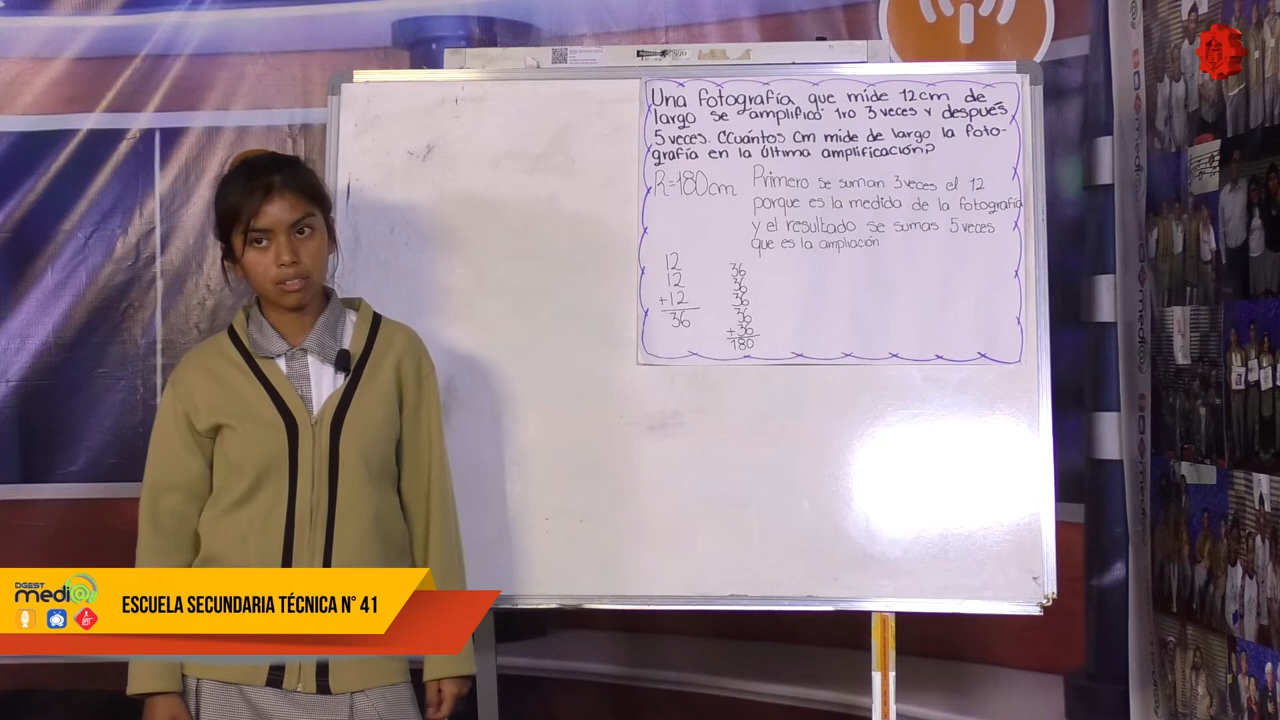 Una fotografía que mide 12cm de
largo se amplificó 1ro 3 veces y después
5 veces. ¿Cuántos Cm mide de largo la foto-
grafía en la última amplificación?
R=180cm
Primero se suman 3 veces el 12
porque es la medida de la fotografía
y el resultado se sumas 5 veces
que es la ampliación
12
12
+12
36
36
36
36
36
+36
180
DGEST
medi@
ESCUELA SECUNDARIA TÉCNICA N° 41